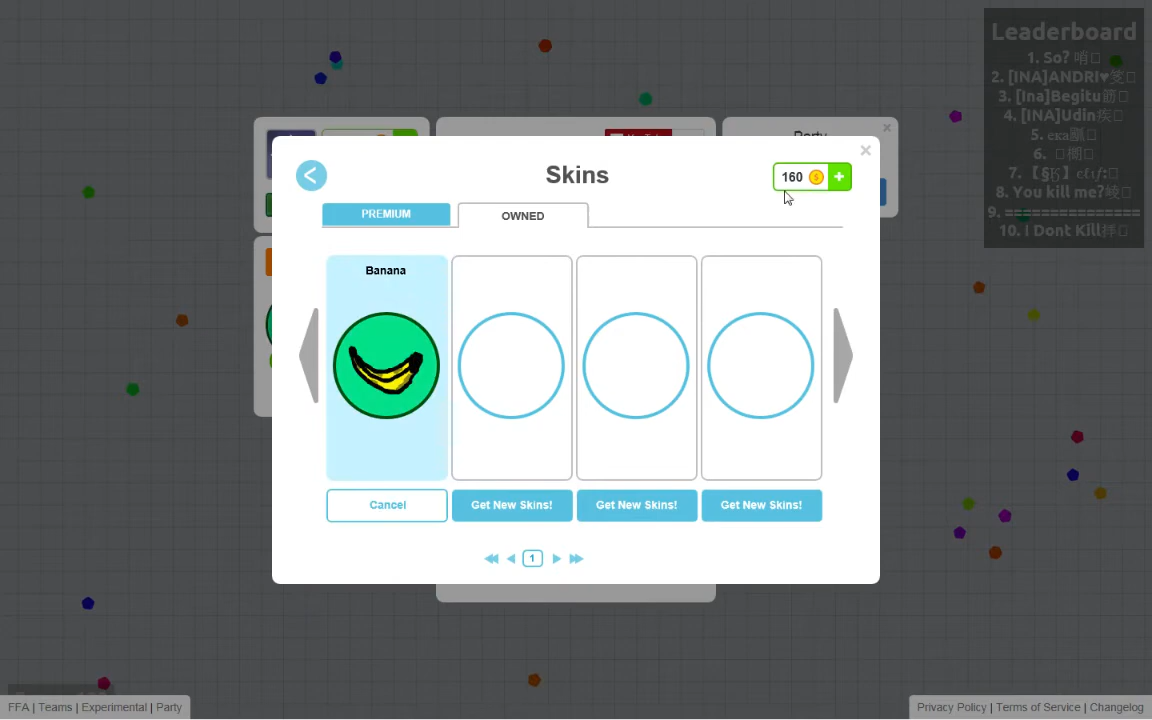 Leaderboard
1. So?
2. [INA]ANDRI♥
3. [Ina]Begitu
4. [INA]Udin
5. eka
6.
8. You kill me?
9. ===============
10. ! Dont Kill
Party
Skins
160
PREMIUM
OWNED
Banana
Cancel
Get New Skins!
Get New Skins!
Get New Skins!
1
FFA | Teams | Experimental | Party
Privacy Policy | Terms of Service | Changelog